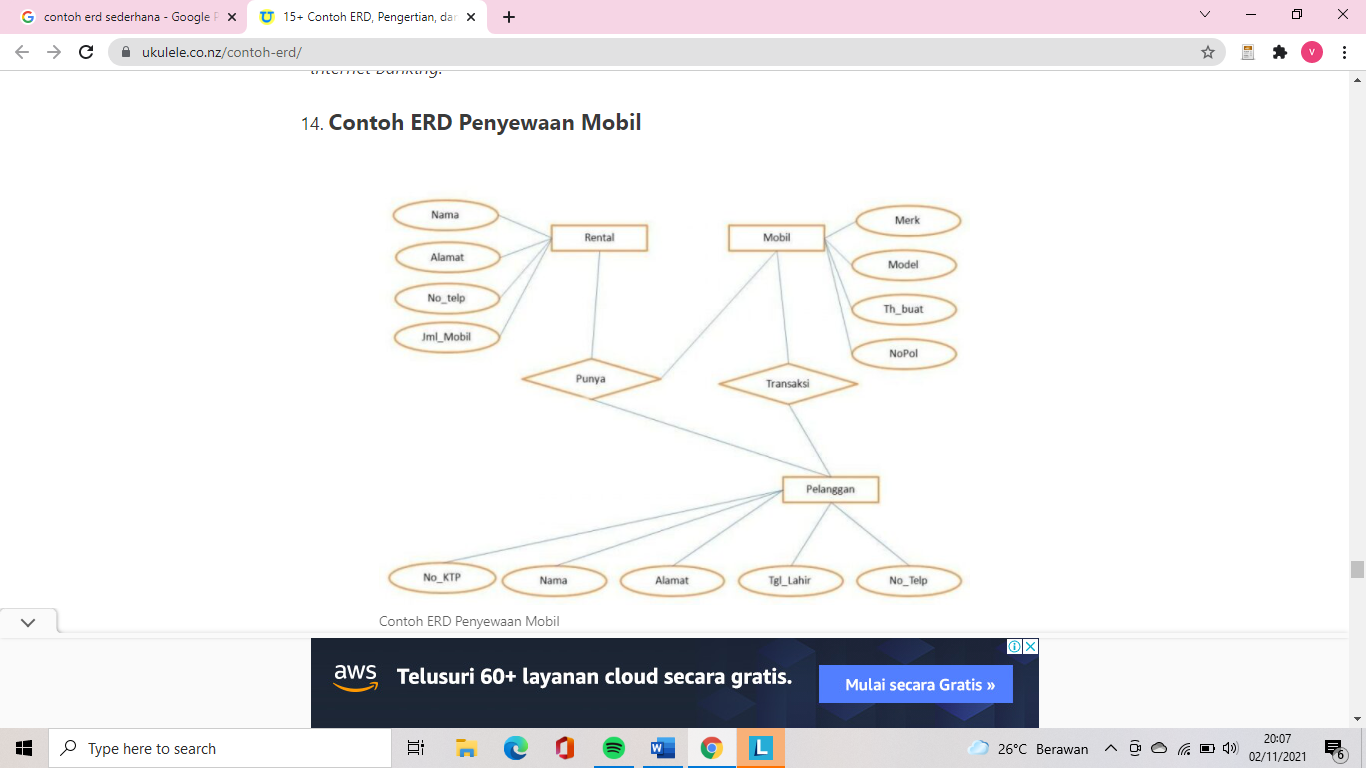 contoh erd sederhana - Google
15+ Contoh ERD, Pengertian, da
ukulele.co.nz/contoh-erd/
V
internet banking.
14. Contoh ERD Penyewaan Mobil
Nama
Rental
Mobil
Merk
Alamat
Model
No_telp
Th_buat
Jml_Mobil
NoPol
Punya
Transaksi
Pelanggan
No_KTP
Nama
Alamat
Tgl_Lahir
No_Telp
Contoh ERD Penyewaan Mobil
aws
Telusuri 60+ layanan cloud secara gratis.
Mulai secara Gratis »
Type here to search
W
L
26°C Berawan
20:07
02/11/2021
6